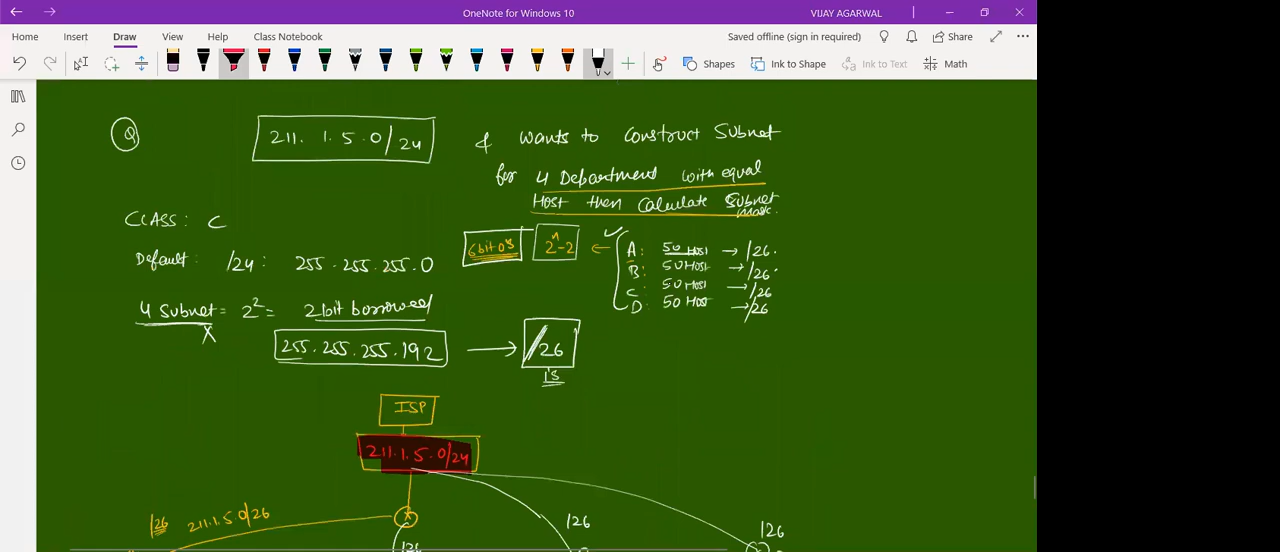 OneNote for Windows 10
VIJAY AGARWAL
Home Insert Draw View Help Class Notebook
Saved offline (sign in required) Share
Shapes Ink to Shape Ink to Text Math
Q 211. 1. 5. 0/24 & wants to construct Subnet
for 4 Department with equal
Host then Calculate Subnet
mask.
CLASS: C
Default: /24: 255.255.255.0
6 bit 0's 2^n-2 ← A: 50 Host → /26.
B: 50 Host → /26.
C: 50 Host → /26
D: 50 Host → /26
4 Subnet = 2^2 = 2 bit borrowed
X
255.255.255.192 → /26
1's
ISP
211.1.5.0/24
/26 211.1.5.0/26
X
/26
/26
/26